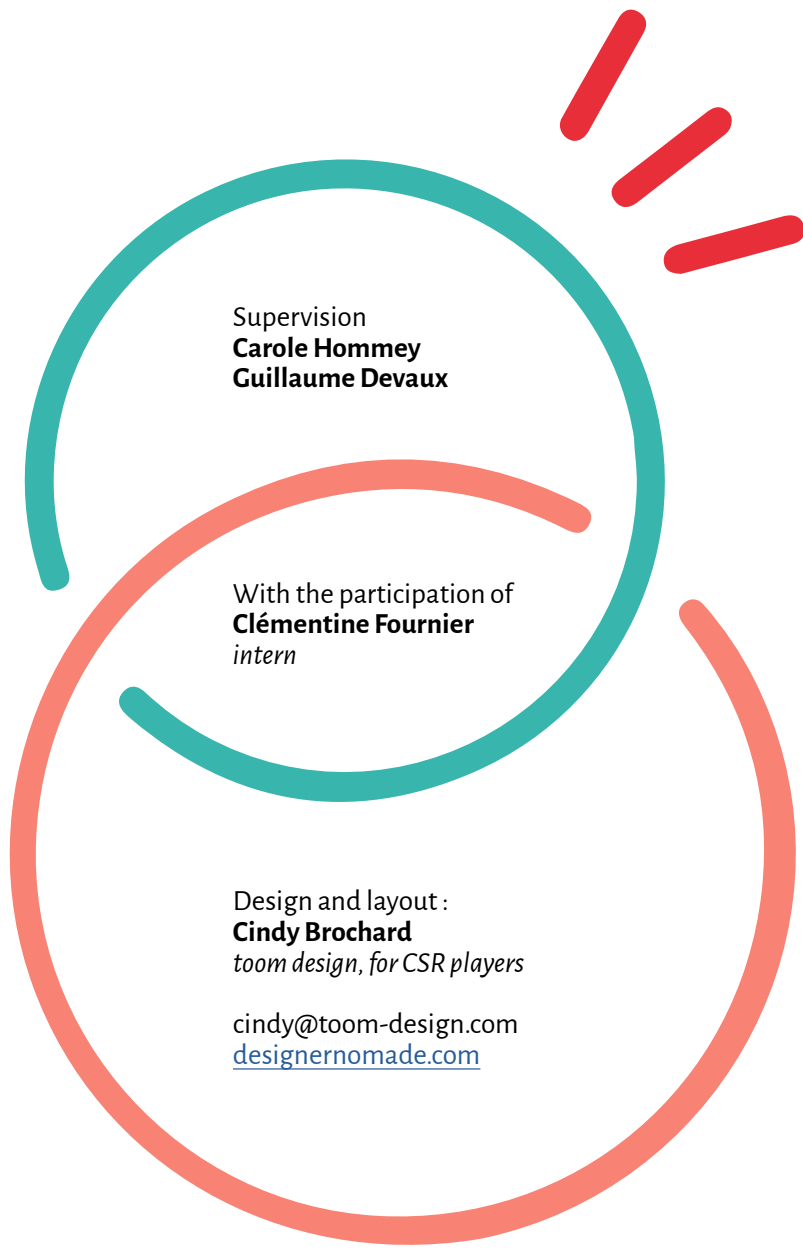 Supervision
Carole Hommey
Guillaume Devaux
With the participation of
Clémentine Fournier
intern
Design and layout :
Cindy Brochard
toom design, for CSR players
cindy@toom-design.com
designernomade.com